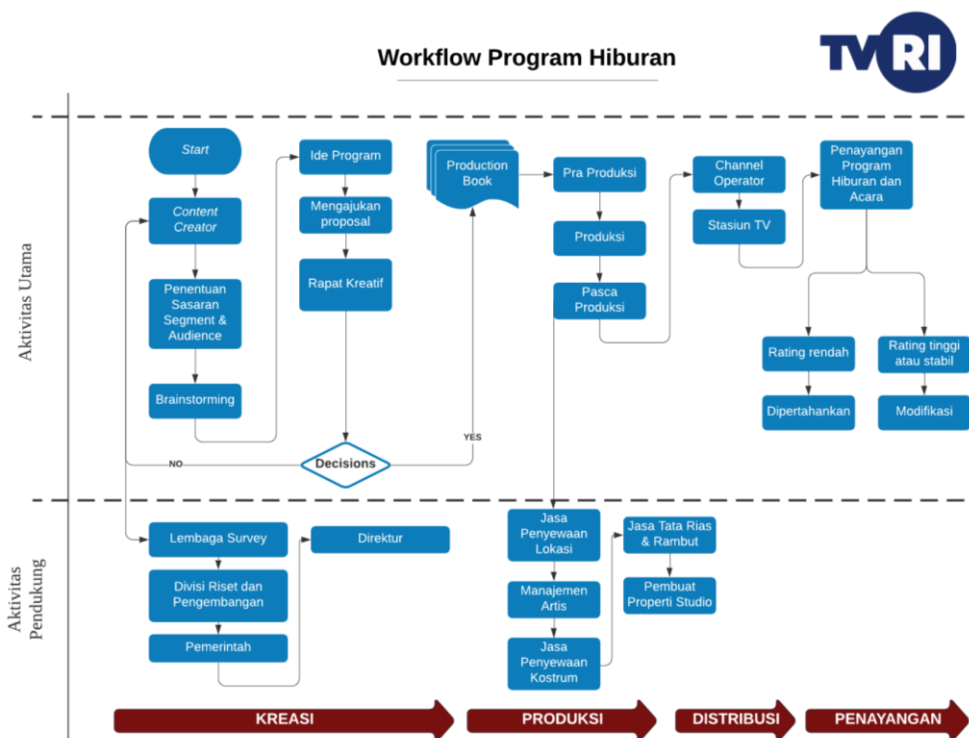 Workflow Program Hiburan
TVRI
Aktivitas Utama
Start
Content
Creator
Penentuan
Sasaran
Segment &
Audience
Brainstorming
Ide Program
Mengajukan
proposal
Rapat Kreatif
Decisions
NO
YES
Production
Book
Pra Produksi
Produksi
Pasca
Produksi
Channel
Operator
Stasiun TV
Penayangan
Program
Hiburan dan
Acara
Rating rendah
Dipertahankan
Rating tinggi
atau stabil
Modifikasi
Aktivitas
Pendukung
Lembaga Survey
Divisi Riset dan
Pengembangan
Pemerintah
Direktur
Jasa
Penyewaan
Lokasi
Manajemen
Artis
Jasa
Penyewaan
Kostrum
Jasa Tata Rias
& Rambut
Pembuat
Properti Studio
KREASI
PRODUKSI
DISTRIBUSI
PENAYANGAN